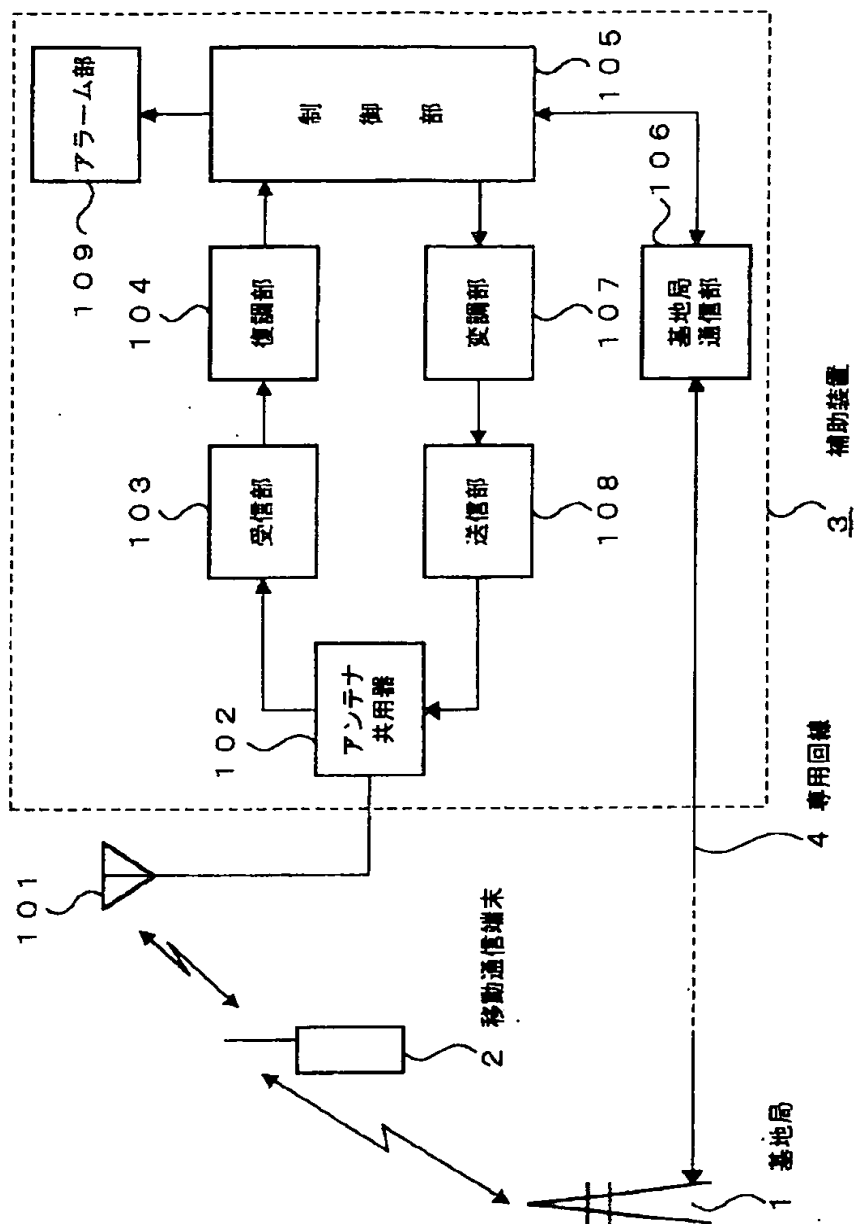 アラーム部
109
制御部
105
104
復調部
103
受信部
102
アンテナ
共用器
101
変調部
107
送信部
108
基地局
通信部
106
補助装置
3
専用回線
4
移動通信端末
2
基地局
1